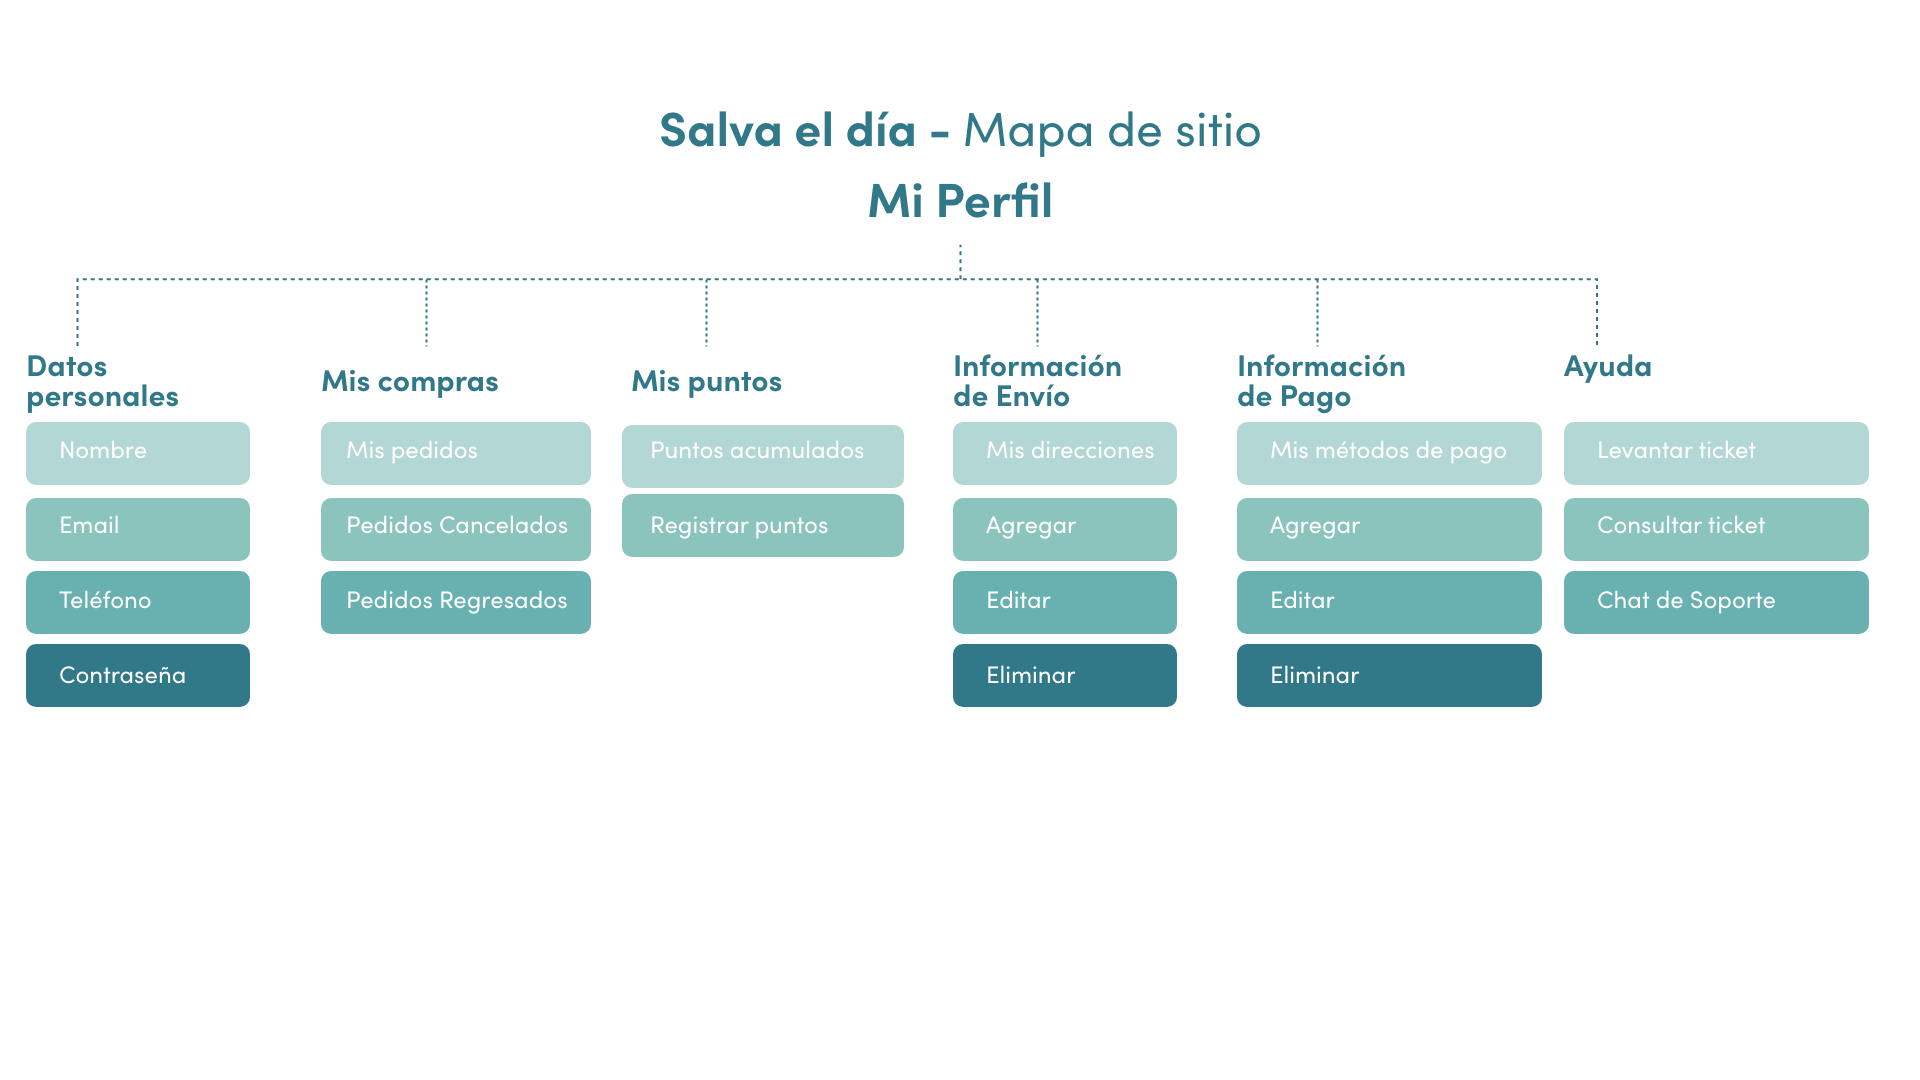 Salva el día - Mapa de sitio
Mi Perfil
Datos
personales
Nombre
Email
Teléfono
Contraseña
Mis compras
Mis pedidos
Pedidos Cancelados
Pedidos Regresados
Mis puntos
Puntos acumulados
Registrar puntos
Información
de Envío
Mis direcciones
Agregar
Editar
Eliminar
Información
de Pago
Mis métodos de pago
Agregar
Editar
Eliminar
Ayuda
Levantar ticket
Consultar ticket
Chat de Soporte